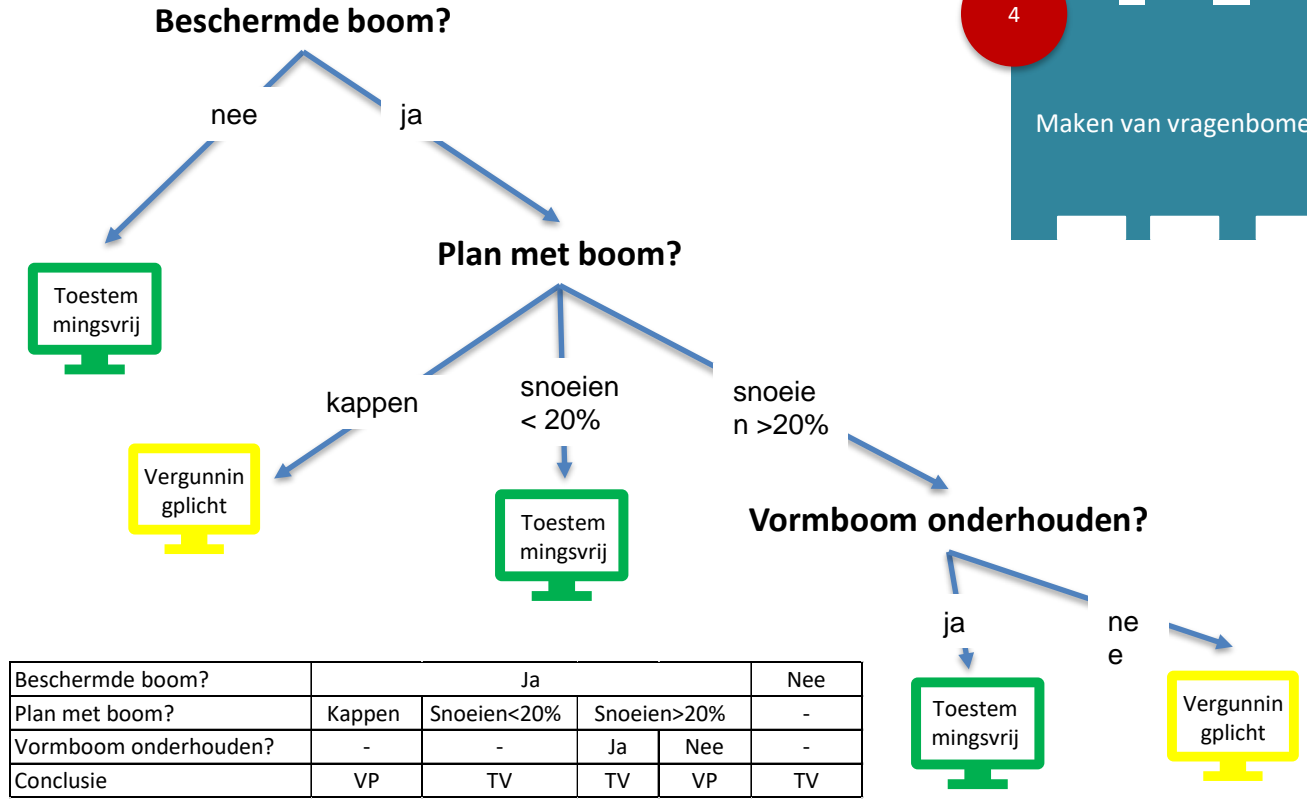 Beschermde boom?
4
Maken van vragenbome
nee
ja
Plan met boom?
Toestem
mingsvrij
kappen
snoeien
< 20%
snoeie
n >20%
Vergunnin
gplicht
Toestem
mingsvrij
Vormboom onderhouden?
ja
ne
e
Toestem
mingsvrij
Vergunnin
gplicht
Beschermde boom? Ja Nee
Plan met boom? Kappen Snoeien<20% Snoeien>20% -
Vormboom onderhouden? - - Ja Nee -
Conclusie VP TV TV VP TV